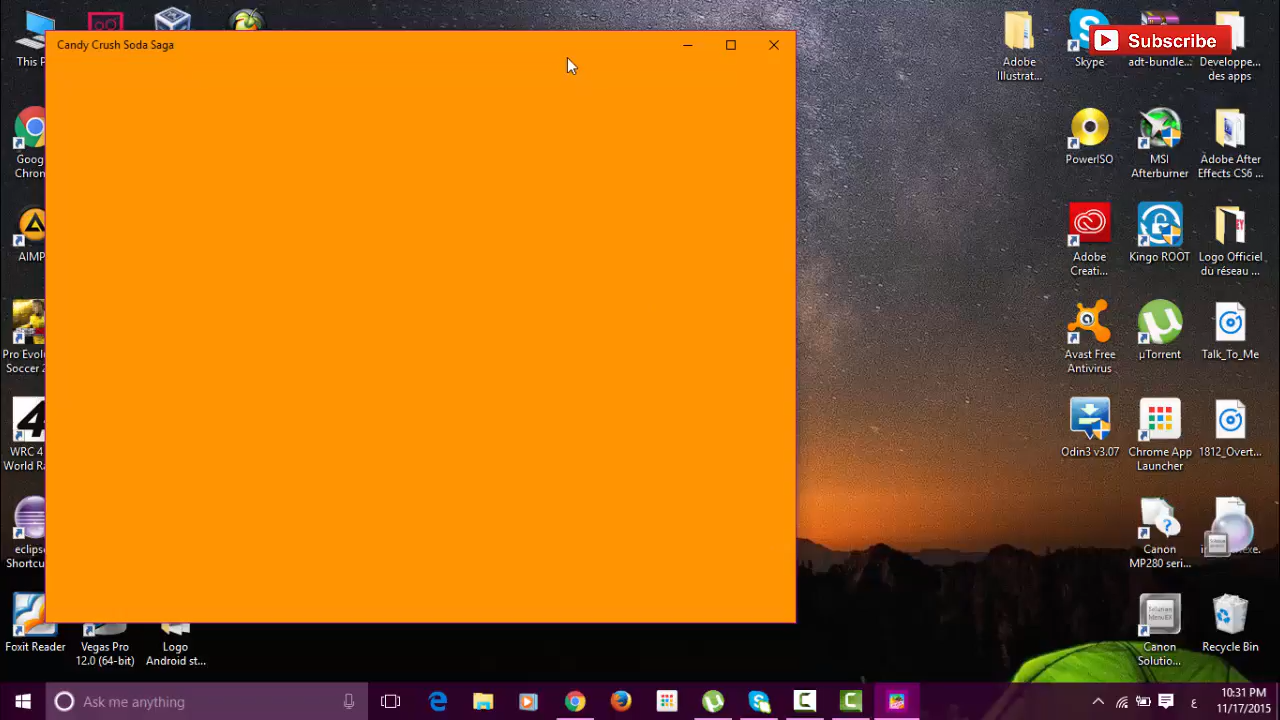 Candy Crush Soda Saga
This P
Adobe
Illustrat...
Skype
adt-bundle...
Developpe...
des apps
Subscribe
Goog
Chron
PowerISO
MSI
Afterburner
Adobe After
Effects CS6 ...
AIMP
Adobe
Creati...
Kingo ROOT
Logo Officiel
du réseau ...
Pro Evolu
Soccer 2
Avast Free
Antivirus
µTorrent
Talk_To_Me
WRC 4
World Ra
Odin3 v3.07
Chrome App
Launcher
1812_Overt...
eclips
Shortcu
Canon
MP280 seri...
Foxit Reader
Vegas Pro
12.0 (64-bit)
Logo
Android st...
Canon
Solutio...
Recycle Bin
Ask me anything
ع
10:31 PM
11/17/2015